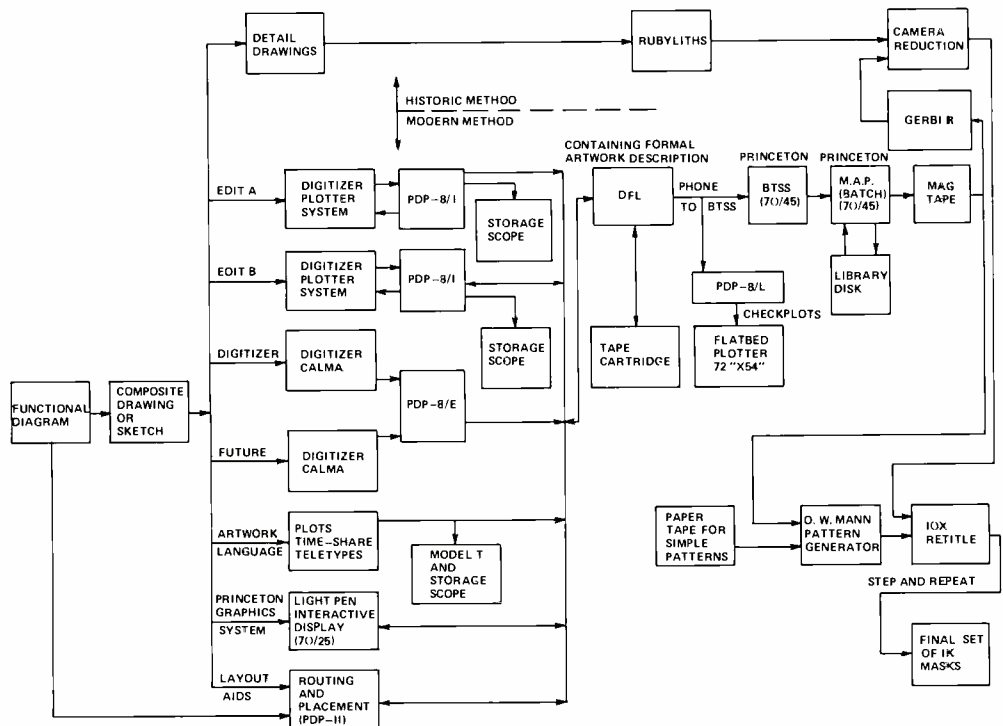 DETAIL
DRAWINGS
RUBYLITHS
CAMERA
REDUCTION
HISTORIC METHOD
MODERN METHOD
GERBER
CONTAINING FORMAL
ARTWORK DESCRIPTION
EDIT A
DIGITIZER
PLOTTER
SYSTEM
PDP-8/I
STORAGE
SCOPE
DFL
PHONE
TO BTSS
PRINCETON
BTSS
(70/45)
PRINCETON
M.A.P.
(BATCH)
(70/45)
MAG
TAPE
EDIT B
DIGITIZER
PLOTTER
SYSTEM
PDP-8/I
STORAGE
SCOPE
PDP-8/L
LIBRARY
DISK
CHECKPLOTS
TAPE
CARTRIDGE
FLATBED
PLOTTER
72"X54"
DIGITIZER
DIGITIZER
CALMA
PDP-8/E
FUNCTIONAL
DIAGRAM
COMPOSITE
DRAWING
OR
SKETCH
FUTURE
DIGITIZER
CALMA
ARTWORK
LANGUAGE
PLOTS
TIME-SHARE
TELETYPES
MODEL T
AND
STORAGE
SCOPE
PAPER
TAPE FOR
SIMPLE
PATTERNS
D. W. MANN
PATTERN
GENERATOR
10X
RETITLE
STEP AND REPEAT
PRINCETON
GRAPHICS
SYSTEM
LIGHT PEN
INTERACTIVE
DISPLAY
(70/25)
FINAL SET
OF IK
MASKS
LAYOUT
AIDS
ROUTING
AND
PLACEMENT
(PDP-II)